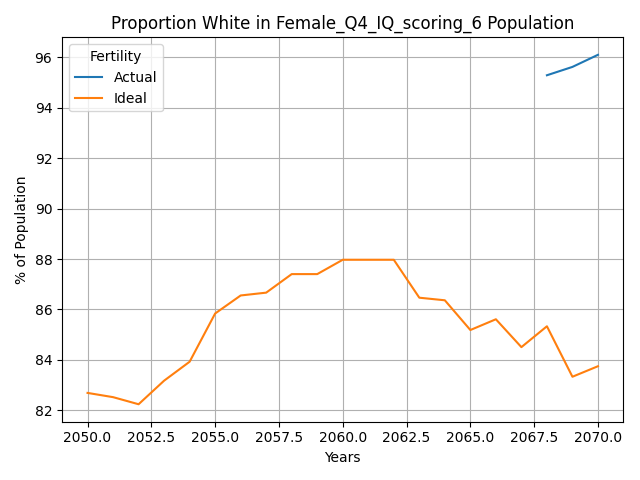 Proportion White in Female_Q4_IQ_scoring_6 Population
Fertility
Actual
Ideal
96
94
92
90
88
86
84
82
% of Population
2050.0 2052.5 2055.0 2057.5 2060.0 2062.5 2065.0 2067.5 2070.0
Years